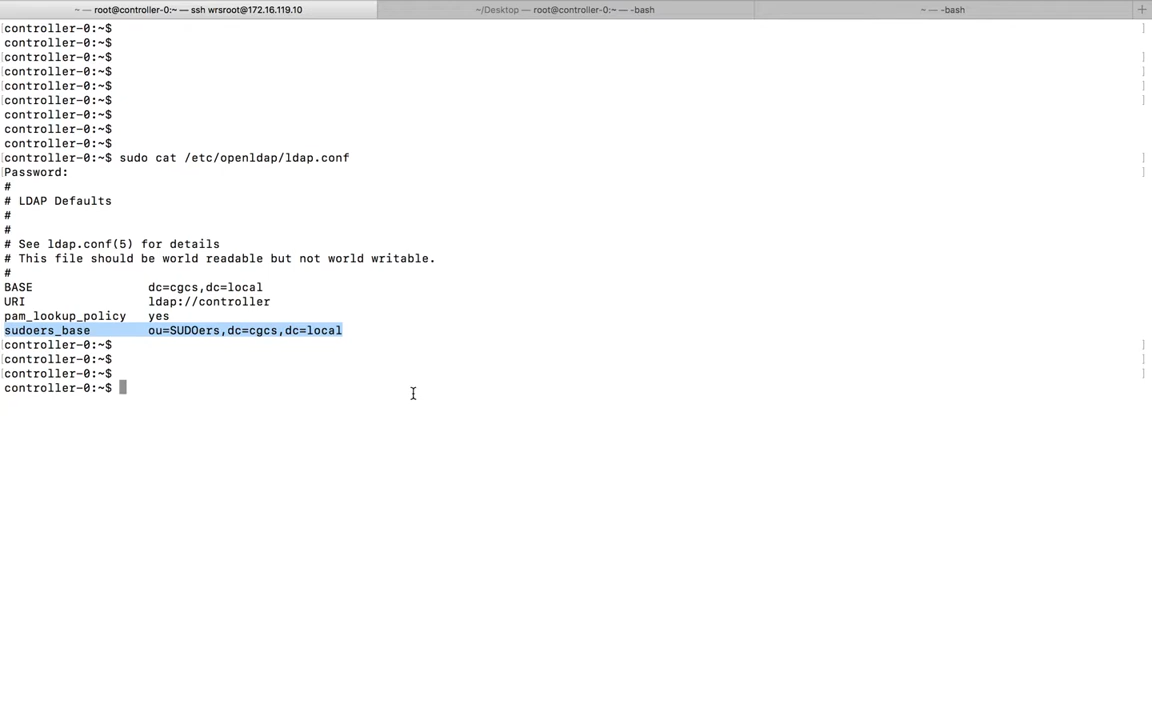 ~ — root@controller-0:~ — ssh wrsroot@172.16.119.10
~/Desktop — root@controller-0:~ — -bash
~ — -bash
+
[controller-0:~$ ]
controller-0:~$
[controller-0:~$ ]
[controller-0:~$ ]
[controller-0:~$ ]
[controller-0:~$ ]
controller-0:~$
controller-0:~$
controller-0:~$
[controller-0:~$ sudo cat /etc/openldap/ldap.conf ]
[Password: ]
#
# LDAP Defaults
#
#
# See ldap.conf(5) for details
# This file should be world readable but not world writable.
#
BASE dc=cgcs,dc=local
URI ldap://controller
pam_lookup_policy yes
sudoers_base ou=SUDOers,dc=cgcs,dc=local
[controller-0:~$ ]
[controller-0:~$ ]
[controller-0:~$ ]
controller-0:~$